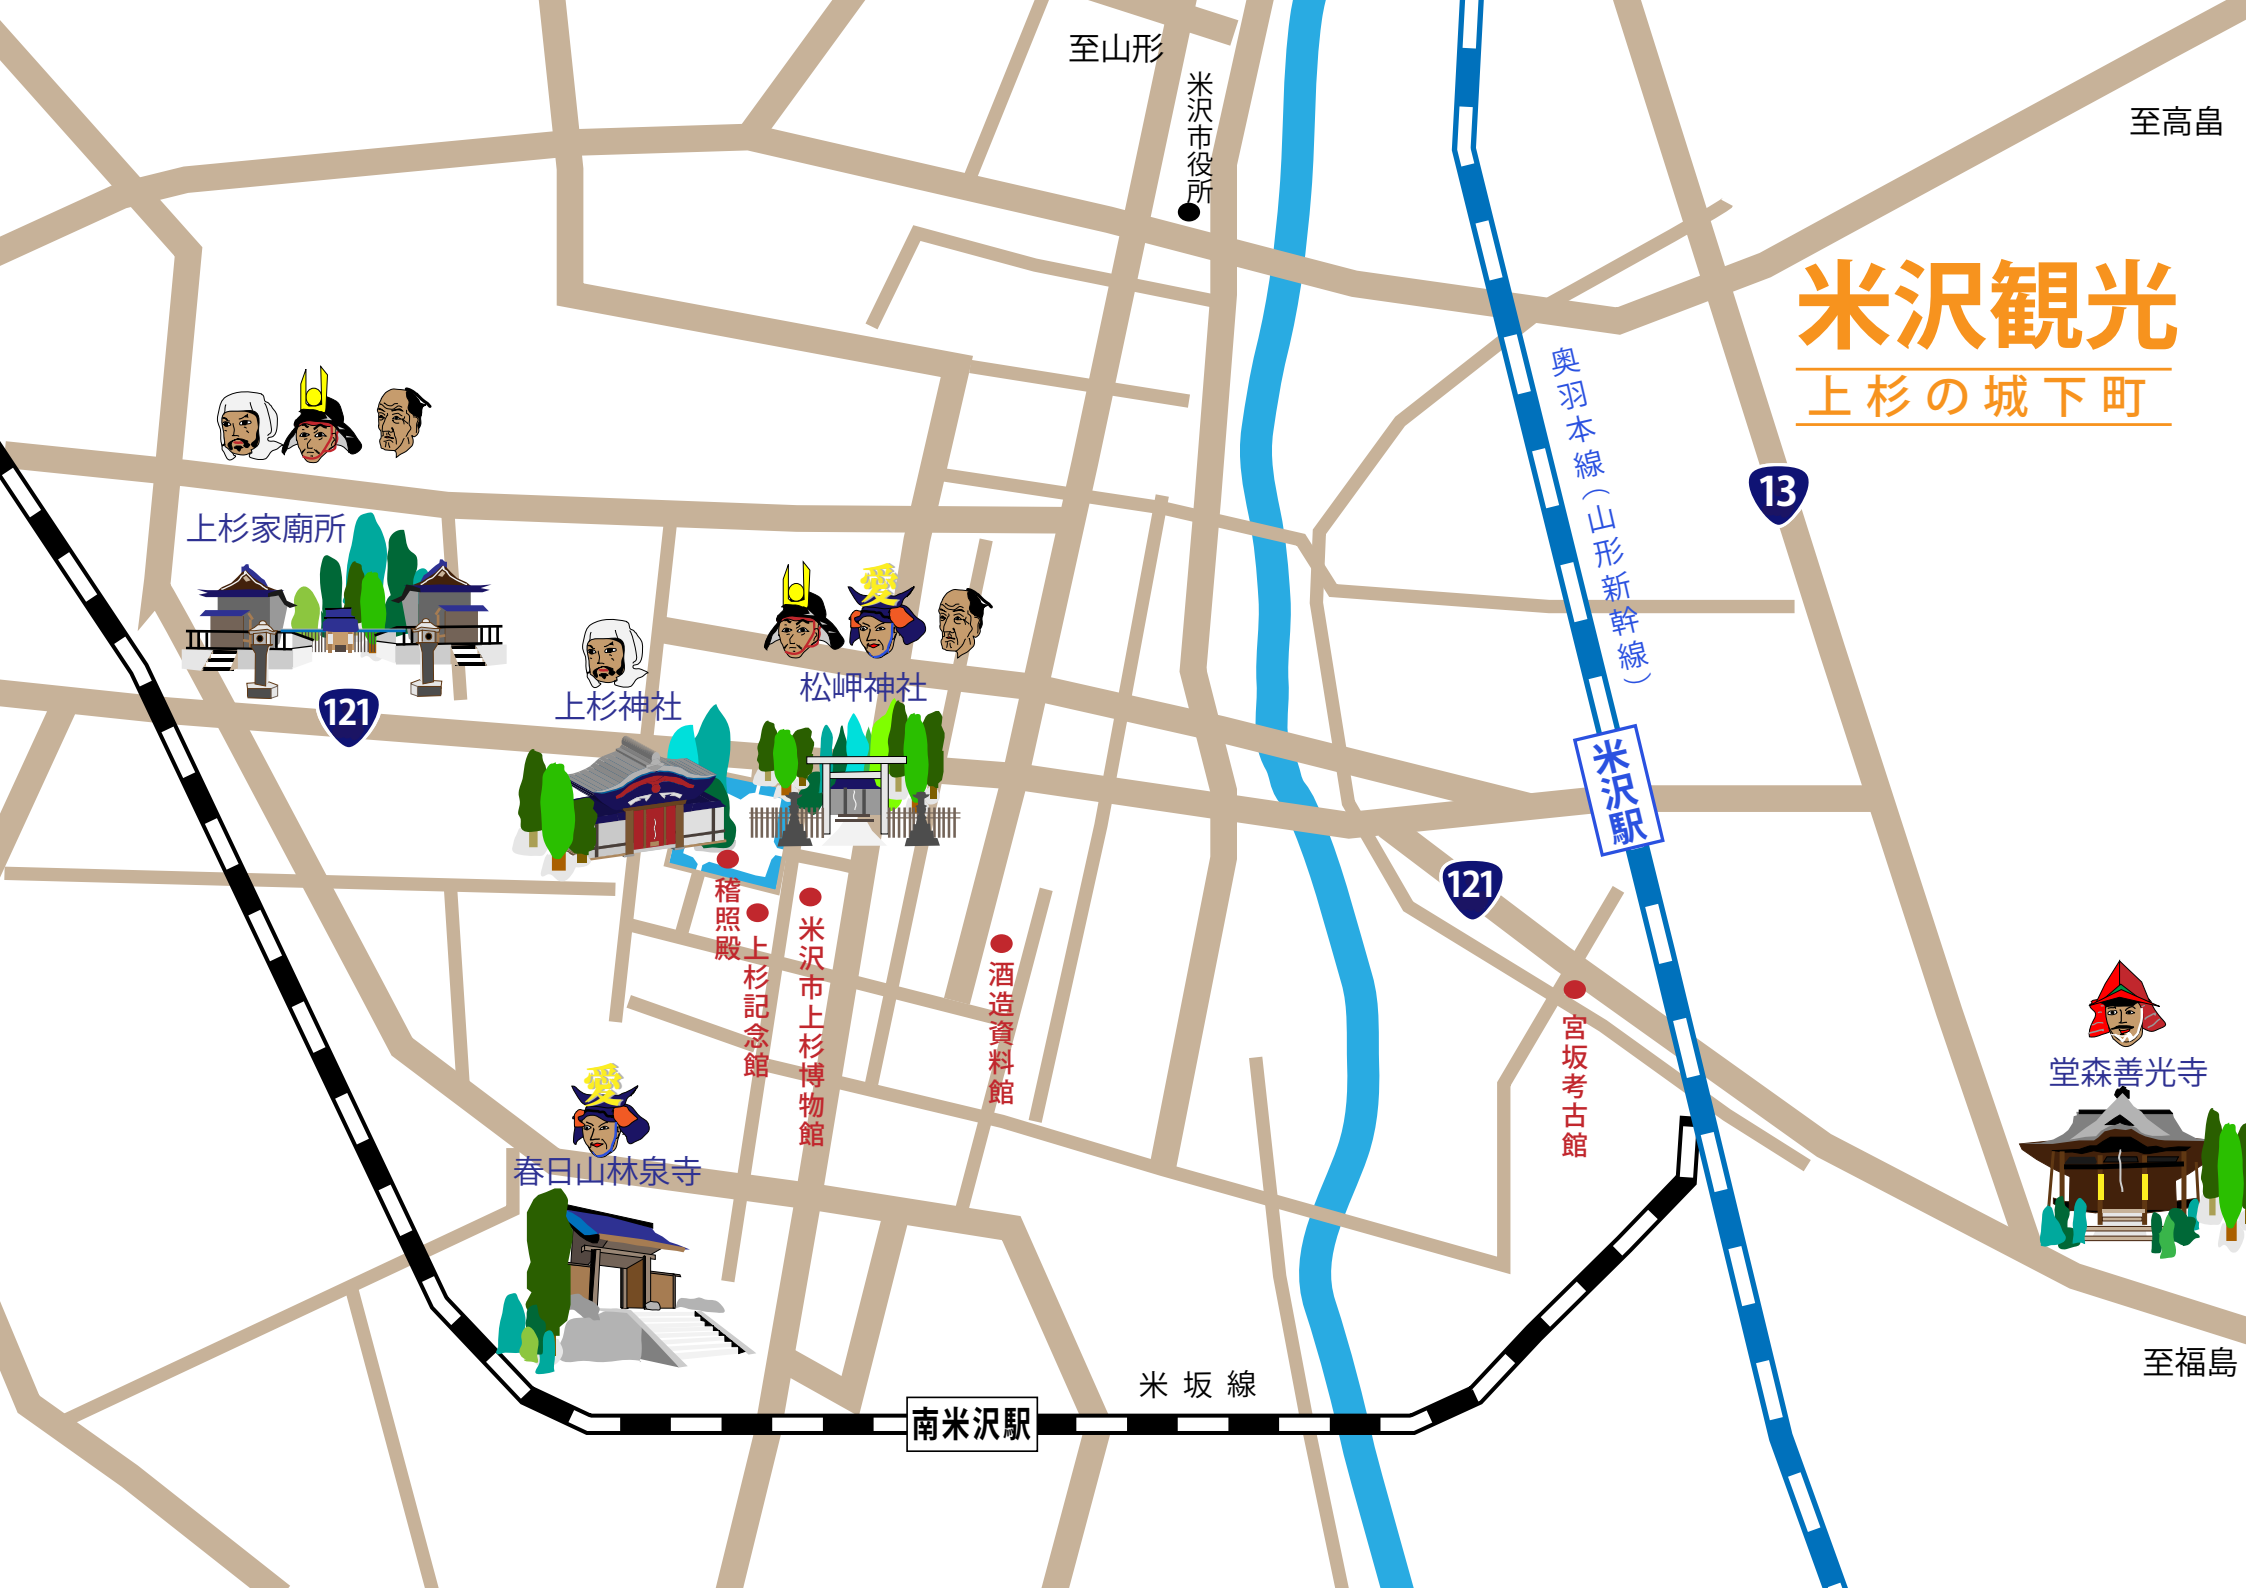 至山形
米沢市役所
至高畠
米沢観光
上杉の城下町
奥羽本線(山形新幹線)
13
上杉家廟所
121
上杉神社
愛
松岬神社
米沢駅
121
稽照殿
上杉記念館
米沢市上杉博物館
酒造資料館
宮坂考古館
堂森善光寺
愛
春日山林泉寺
至福島
米坂線
南米沢駅